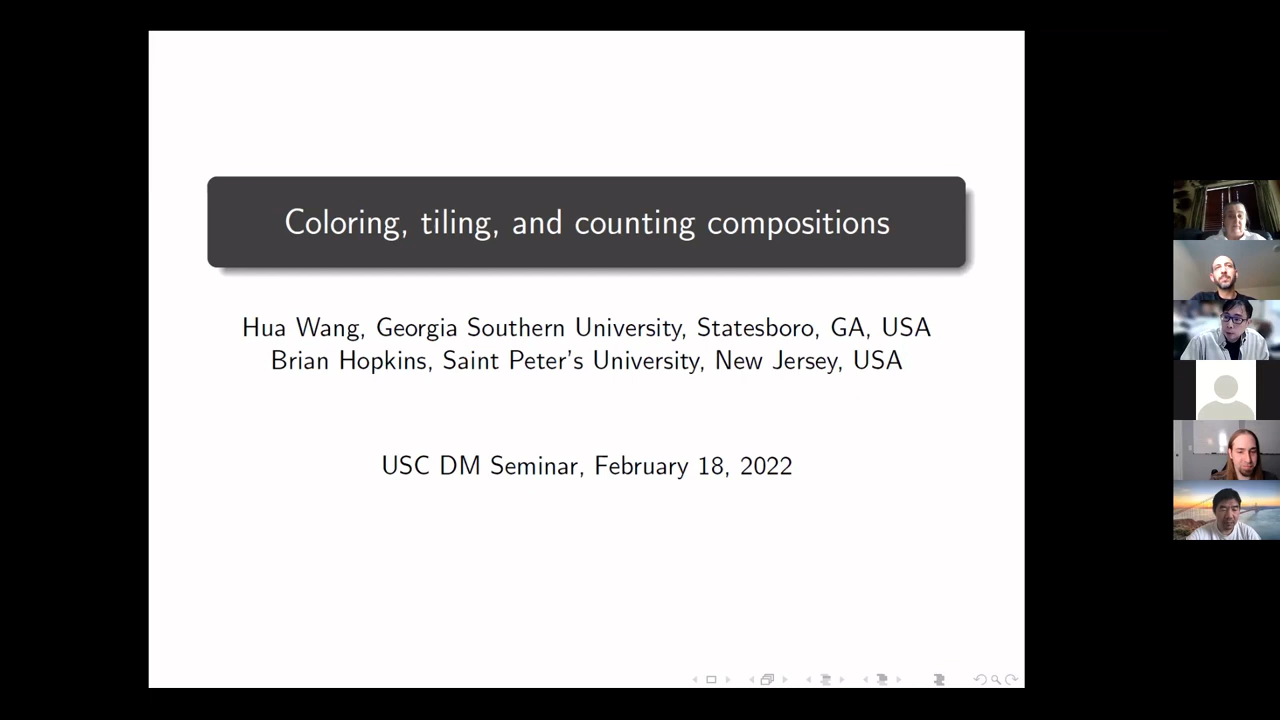 Coloring, tiling, and counting compositions
Hua Wang, Georgia Southern University, Statesboro, GA, USA
Brian Hopkins, Saint Peter's University, New Jersey, USA
USC DM Seminar, February 18, 2022